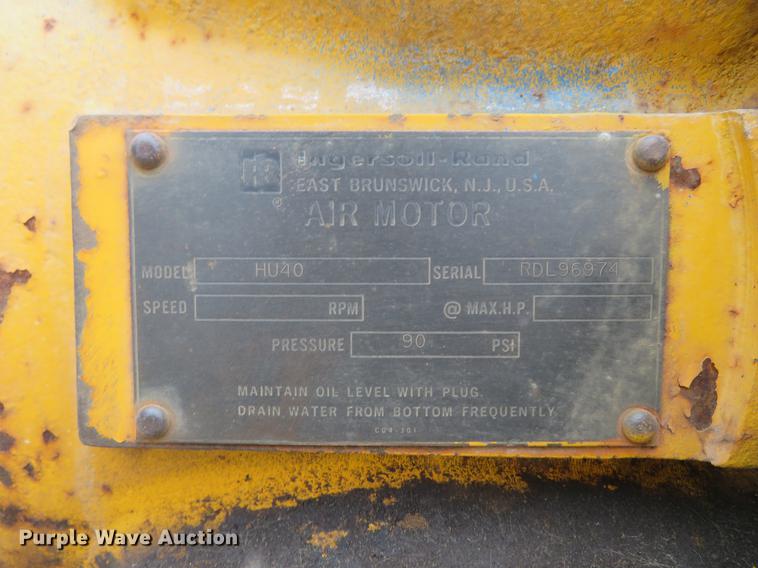 IR Ingersoll-Rand
EAST BRUNSWICK, N.J., U.S.A.
® AIR MOTOR
MODEL HU40 SERIAL RDL96974
SPEED RPM @ MAX.H.P.
PRESSURE 90 PSI
MAINTAIN OIL LEVEL WITH PLUG.
DRAIN WATER FROM BOTTOM FREQUENTLY
Purple Wave Auction